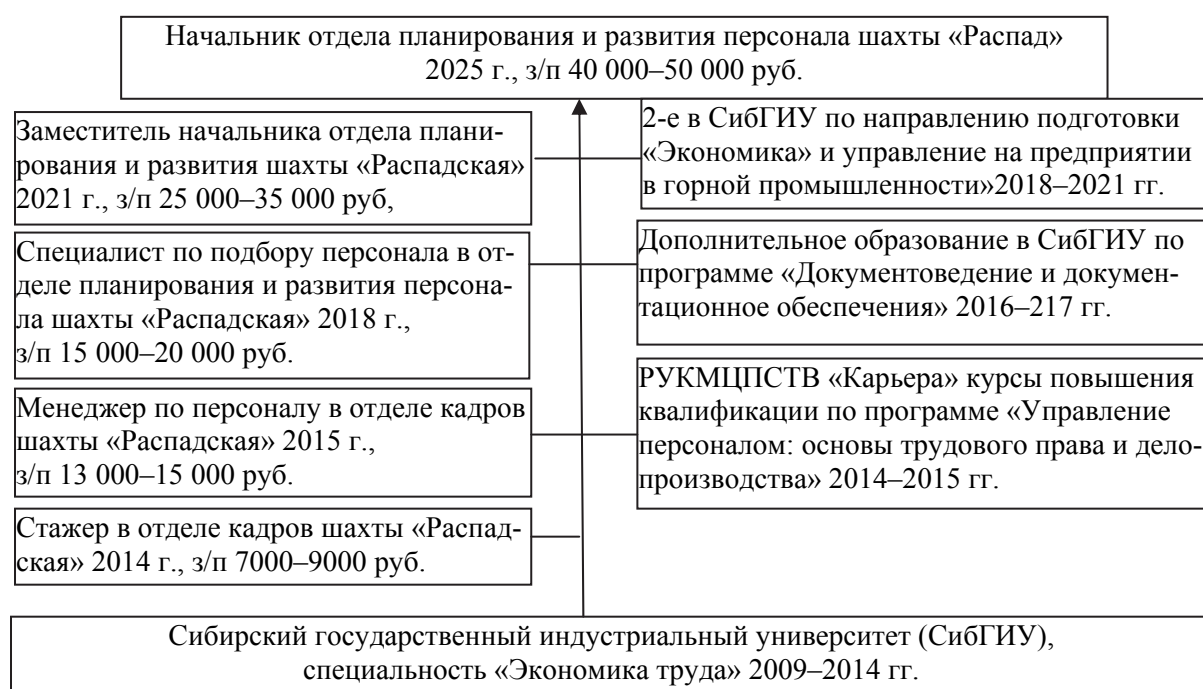 Начальник отдела планирования и развития персонала шахты «Распад»
2025 г., з/п 40 000–50 000 руб.
Заместитель начальника отдела плани-
рования и развития шахты «Распадская»
2021 г., з/п 25 000–35 000 руб,
2-е в СибГИУ по направлению подготовки
«Экономика» и управление на предприятии
в горной промышленности»2018–2021 гг.
Специалист по подбору персонала в от-
деле планирования и развития персона-
ла шахты «Распадская» 2018 г.,
з/п 15 000–20 000 руб.
Дополнительное образование в СибГИУ по
программе «Документоведение и докумен-
тационное обеспечения» 2016–217 гг.
Менеджер по персоналу в отделе кадров
шахты «Распадская» 2015 г.,
з/п 13 000–15 000 руб.
РУКМЦПСТВ «Карьера» курсы повышения
квалификации по программе «Управление
персоналом: основы трудового права и дело-
производства» 2014–2015 гг.
Стажер в отделе кадров шахты «Распад-
ская» 2014 г., з/п 7000–9000 руб.
Сибирский государственный индустриальный университет (СибГИУ),
специальность «Экономика труда» 2009–2014 гг.